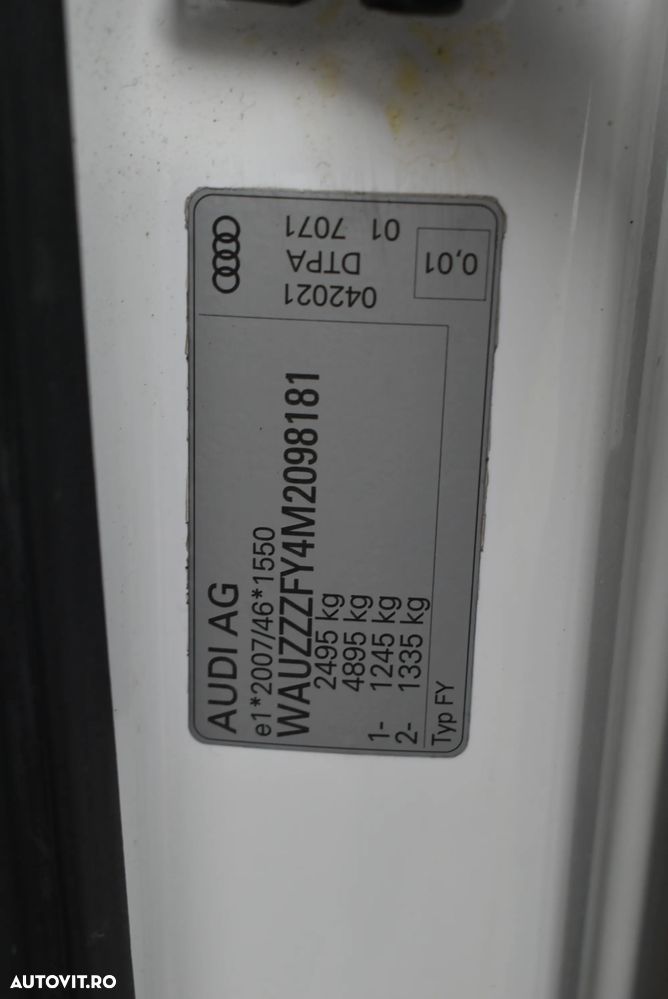 AUDI AG
e1*2007/46*1550
WAUZZZFY4M2098181
2495 kg
4895 kg
1- 1245 kg
2- 1335 kg
Typ FY
042021
DTPA
01 7071
0,01
AUTOVIT.RO